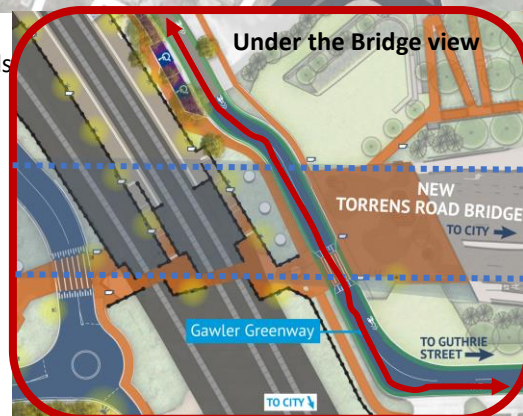 Under the Bridge view
NEW
TORRENS ROAD BRIDGE
TO CITY
Gawler Greenway
TO GUTHRIE
STREET
TO CITY